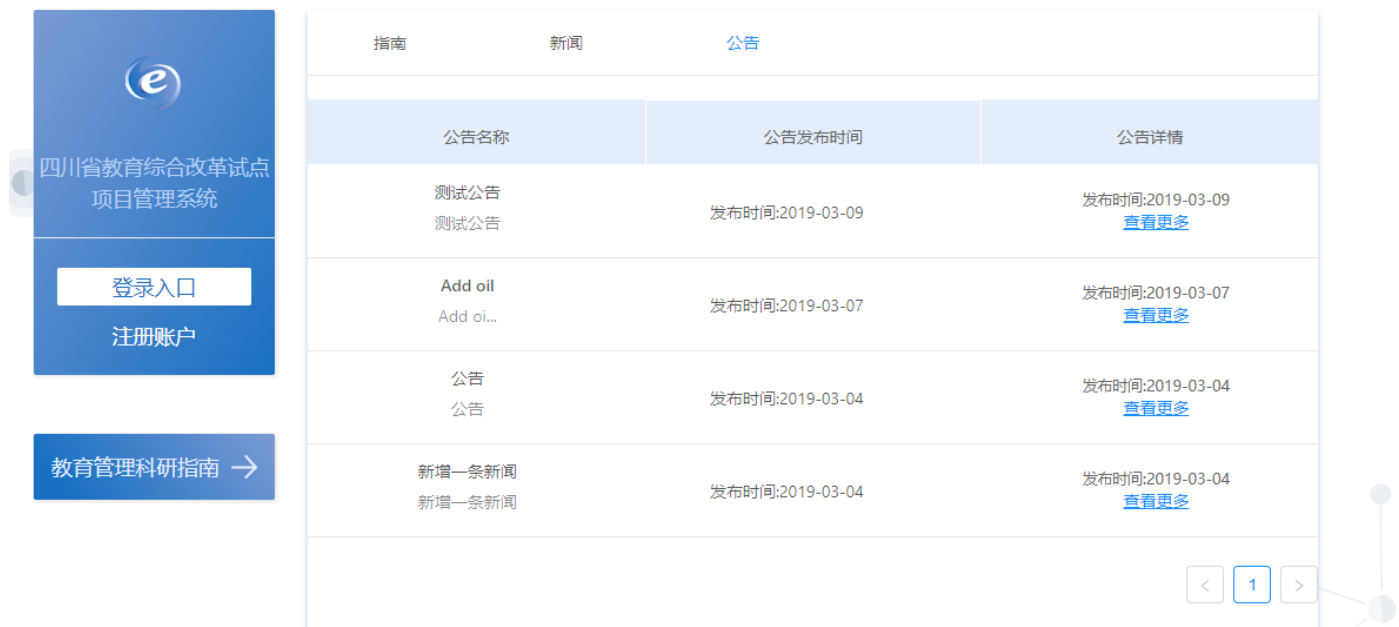 四川省教育综合改革试点
项目管理系统
登录入口
注册账户
教育管理科研指南
指南 新闻 公告
公告名称 公告发布时间 公告详情
测试公告
测试公告
发布时间:2019-03-09
发布时间:2019-03-09
查看更多
Add oil
Add oi...
发布时间:2019-03-07
发布时间:2019-03-07
查看更多
公告
公告
发布时间:2019-03-04
发布时间:2019-03-04
查看更多
新增一条新闻
新增一条新闻
发布时间:2019-03-04
发布时间:2019-03-04
查看更多
< 1 >